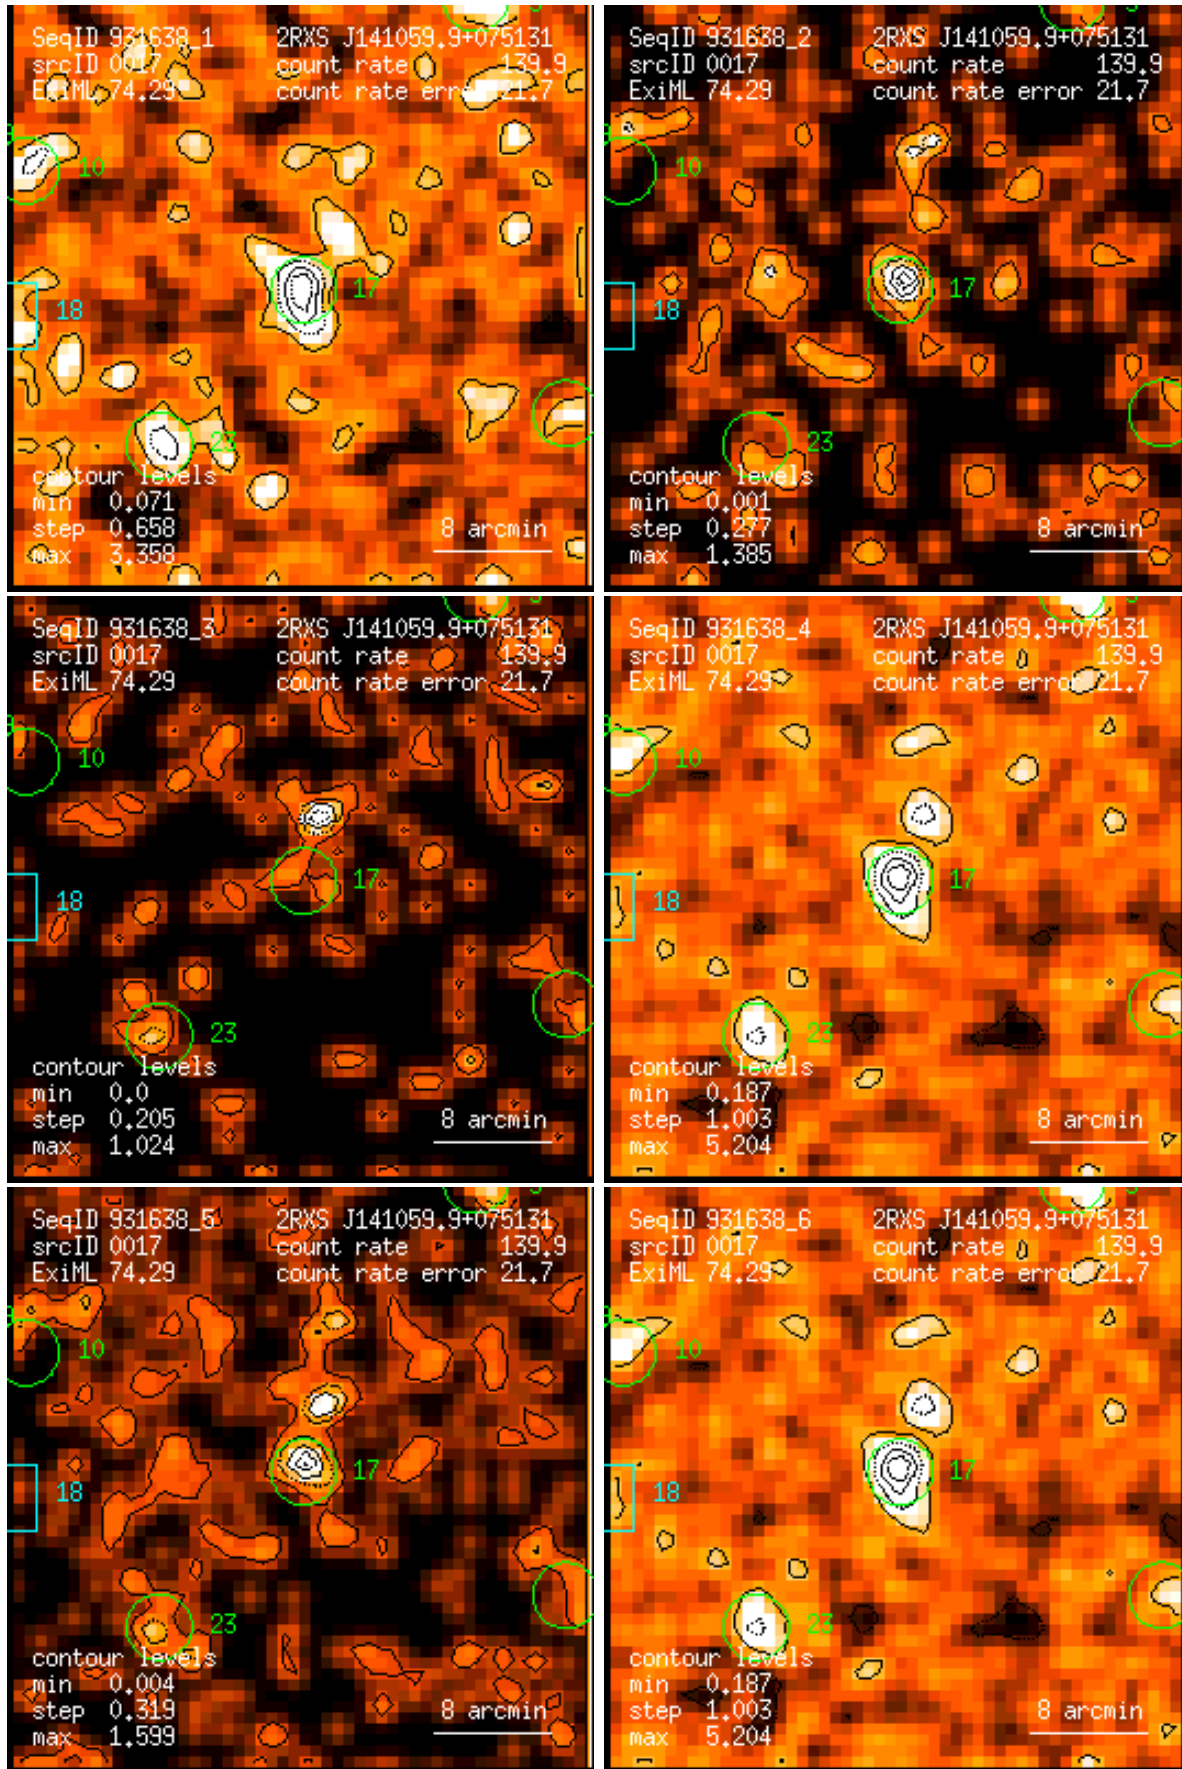 SeqID 931638_1 2RXS J141059.9+075131
srcID 0017 count rate 139.9
ExiML 74.29 count rate error 21.7
10
17
18
23
contour levels
min 0.071
step 0.658 8 arcmin
max 3.358
SeqID 931638_2 2RXS J141059.9+075131
srcID 0017 count rate 139.9
ExiML 74.29 count rate error 21.7
10
17
18
23
contour levels
min 0.001
step 0.277 8 arcmin
max 1.385
SeqID 931638_3 2RXS J141059.9+075131
srcID 0017 count rate 139.9
ExiML 74.29 count rate error 21.7
10
17
18
23
contour levels
min 0.0
step 0.205 8 arcmin
max 1.024
SeqID 931638_4 2RXS J141059.9+075131
srcID 0017 count rate 139.9
ExiML 74.29 count rate error 21.7
10
17
18
23
contour levels
min 0.187
step 1.003 8 arcmin
max 5.204
SeqID 931638_5 2RXS J141059.9+075131
srcID 0017 count rate 139.9
ExiML 74.29 count rate error 21.7
10
17
18
23
contour levels
min 0.004
step 0.319 8 arcmin
max 1.599
SeqID 931638_6 2RXS J141059.9+075131
srcID 0017 count rate 139.9
ExiML 74.29 count rate error 21.7
10
17
18
23
contour levels
min 0.187
step 1.003 8 arcmin
max 5.204